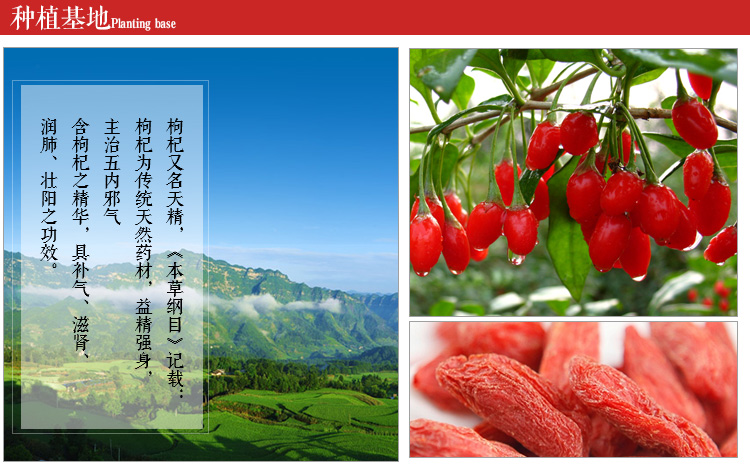 种植基地Planting base
枸杞又名天精，《本草纲目》记载：
枸杞为传统天然药材，益精强身，
主治五内邪气
含枸杞之精华，具补气、滋肾、
润肺、壮阳之功效。